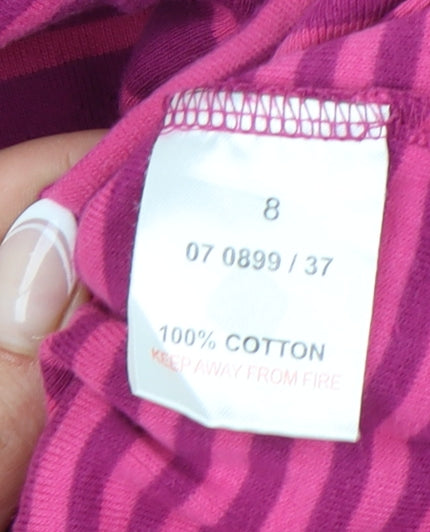 8
07 0899 / 37
100% COTTON
KEEP AWAY FROM FIRE